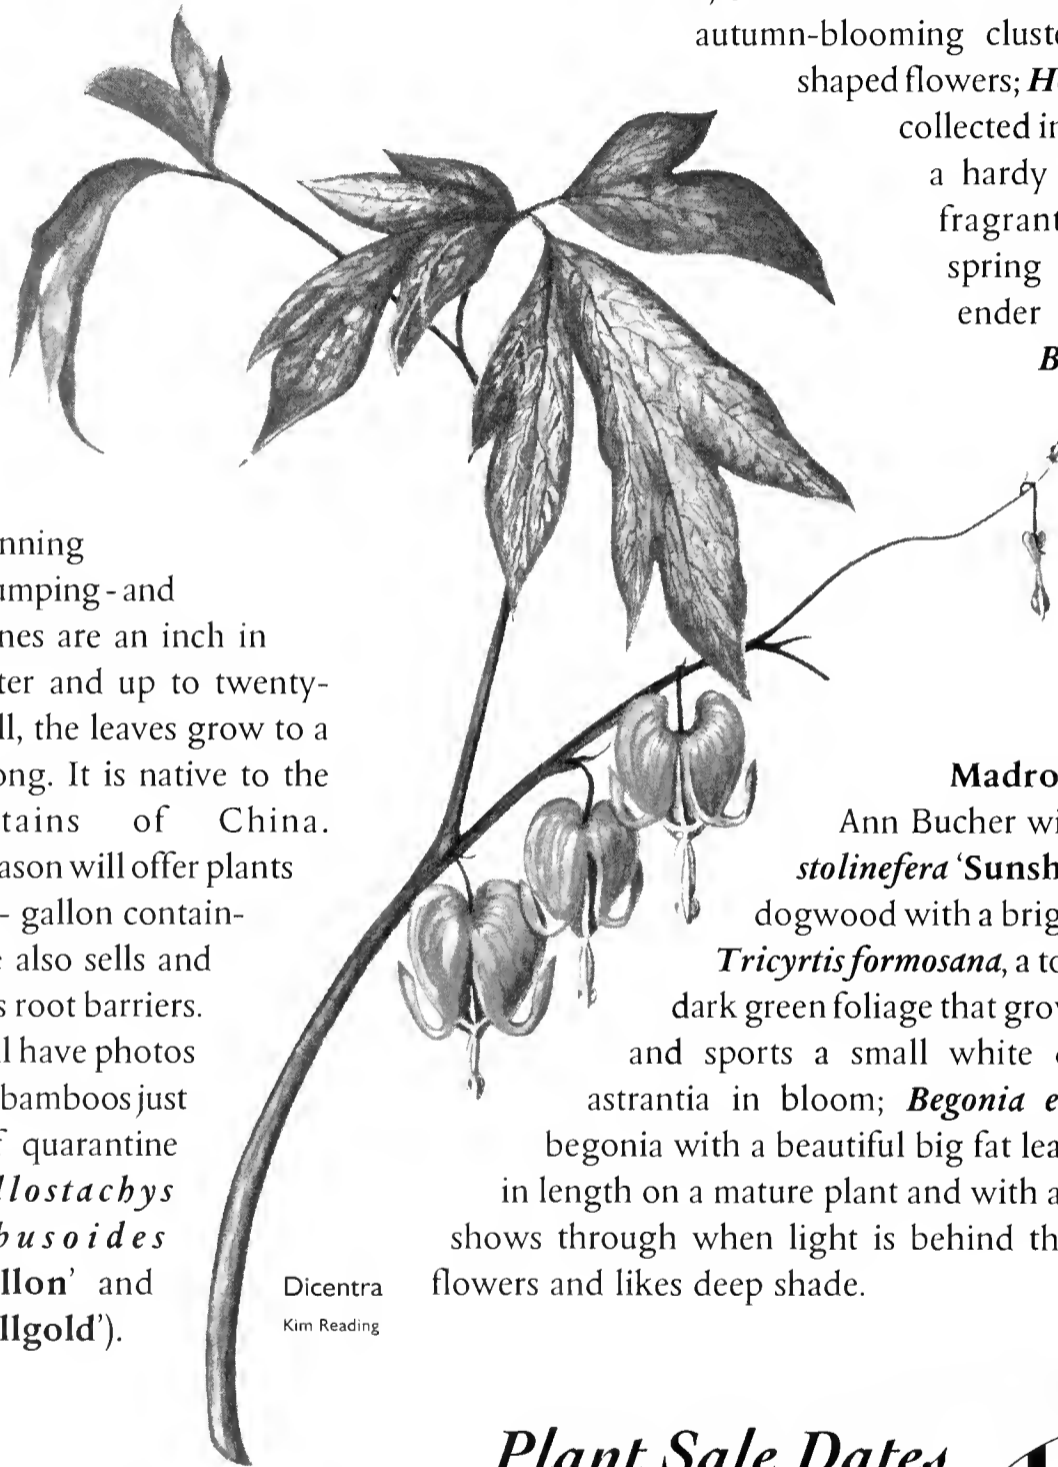 nning
umping - and
nes are an inch in
ter and up to twenty-
ll, the leaves grow to a
ong. It is native to the
tains of China.
ason will offer plants
- gallon contain-
e also sells and
s root barriers.
l have photos
bamboos just
f quarantine
llostachys
busoides
llon' and
llgold').
Dicentra
Kim Reading
autumn-blooming cluste
shaped flowers; H
collected in
a hardy
fragrant
spring
ender
B
Madro
Ann Bucher wi
stolinefera 'Sunsh
dogwood with a brig
Tricyrtis formosana, a to
dark green foliage that grow
and sports a small white
astrantia in bloom; Begonia e
begonia with a beautiful big fat lea
in length on a mature plant and with a
shows through when light is behind th
flowers and likes deep shade.
Plant Sale Dates